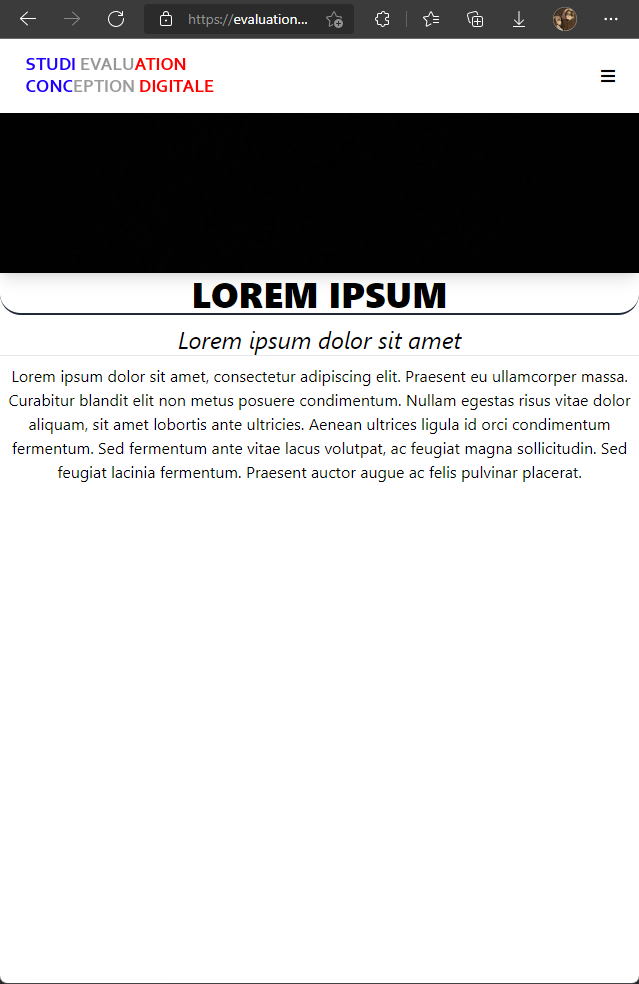 https://evaluation...
STUDI EVALUATION
CONCEPTION DIGITALE
LOREM IPSUM
Lorem ipsum dolor sit amet
Lorem ipsum dolor sit amet, consectetur adipiscing elit. Praesent eu ullamcorper massa.
Curabitur blandit elit non metus posuere condimentum. Nullam egestas risus vitae dolor
aliquam, sit amet lobortis ante ultricies. Aenean ultrices ligula id orci condimentum
fermentum. Sed fermentum ante vitae lacus volutpat, ac feugiat magna sollicitudin. Sed
feugiat lacinia fermentum. Praesent auctor augue ac felis pulvinar placerat.